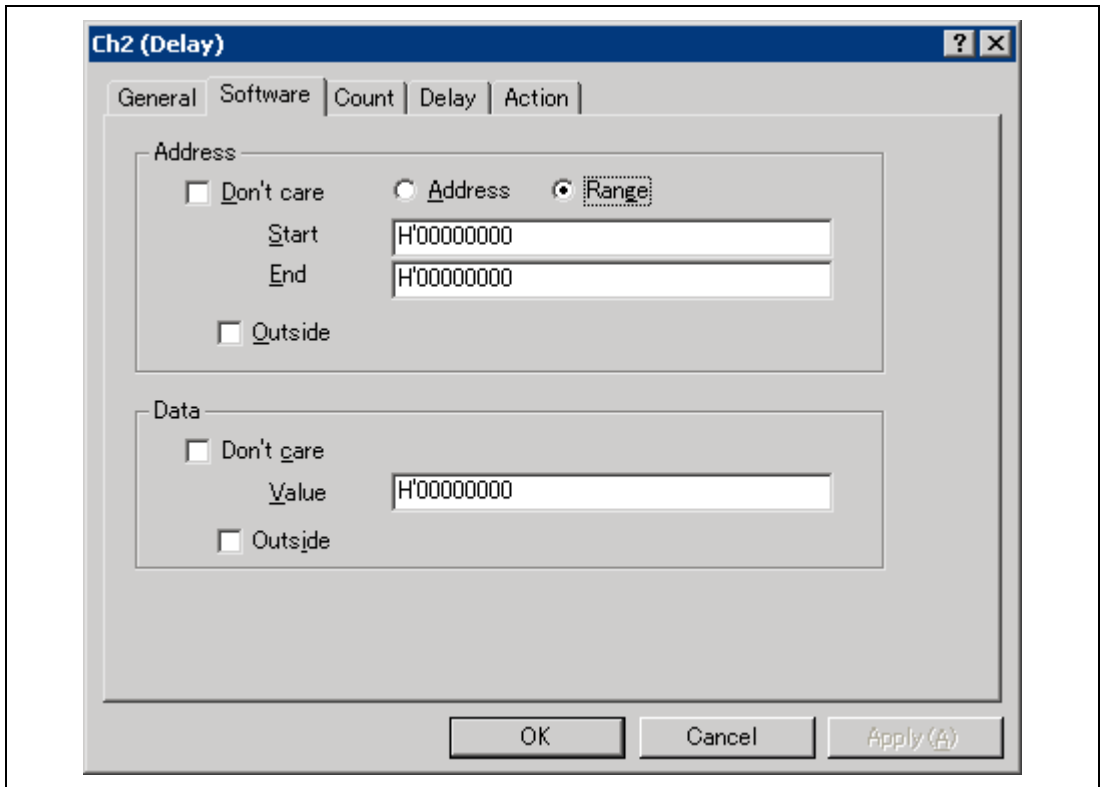 Ch2 (Delay)
General Software Count Delay Action
Address
Don't care Address Range
Start H'00000000
End H'00000000
Outside
Data
Don't care
Value H'00000000
Outside
OK Cancel Apply (A)